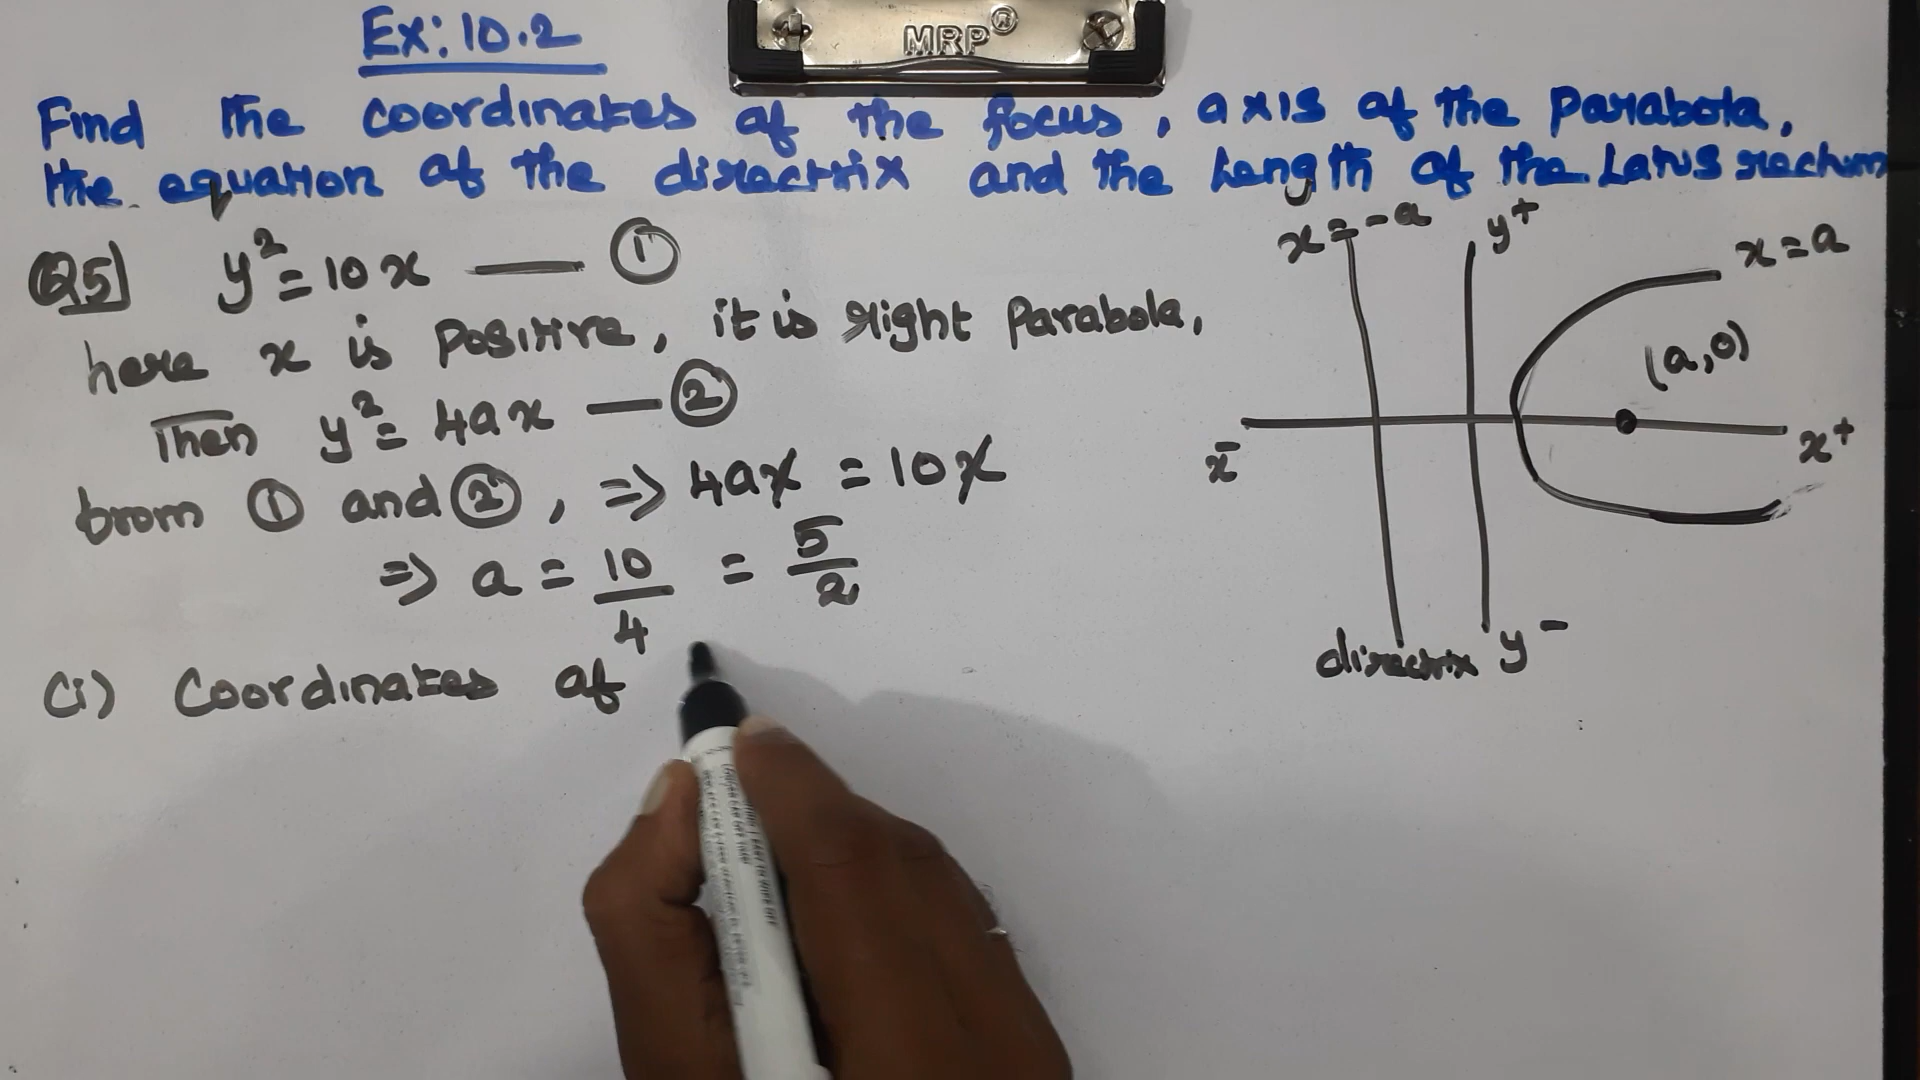 Ex: 10.2
MRP®
Find the coordinates of the focus, axis of the parabola,
the equation of the directrix and the length of the Latus rectum
Q5] y² = 10x —— ①
here x is positive, it is right Parabola,
Then y² = 4ax — ②
from ① and ②, => 4ax = 10x
=> a = 10/4 = 5/2
(i) Coordinates of
x = -a
y+
x = a
(a,0)
x-
x+
directrix y-